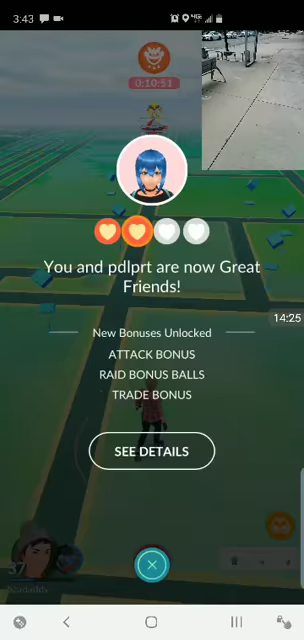 3:43
0:10:51
You and pdlprt are now Great
Friends!
14:25
New Bonuses Unlocked
ATTACK BONUS
RAID BONUS BALLS
TRADE BONUS
SEE DETAILS
37